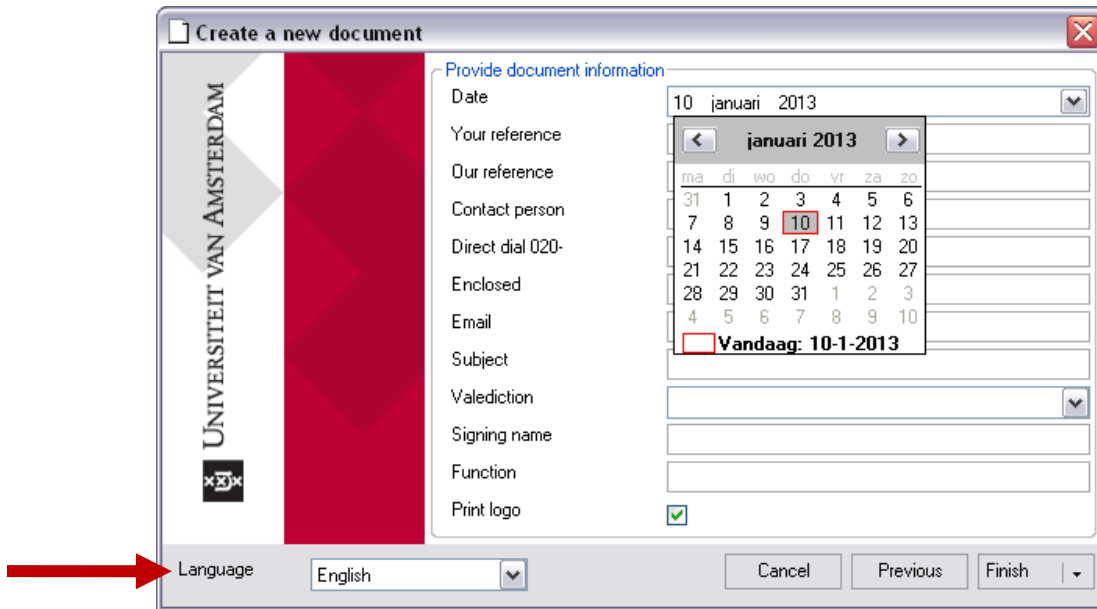 Create a new document
UNIVERSITEIT VAN AMSTERDAM
Provide document information
Date
10 januari 2013
januari 2013
ma di wo do vr za zo
31 1 2 3 4 5 6
7 8 9 10 11 12 13
14 15 16 17 18 19 20
21 22 23 24 25 26 27
28 29 30 31 1 2 3
4 5 6 7 8 9 10
Vandaag: 10-1-2013
Your reference
Our reference
Contact person
Direct dial 020-
Enclosed
Email
Subject
Valediction
Signing name
Function
Print logo
Language
English
Cancel
Previous
Finish